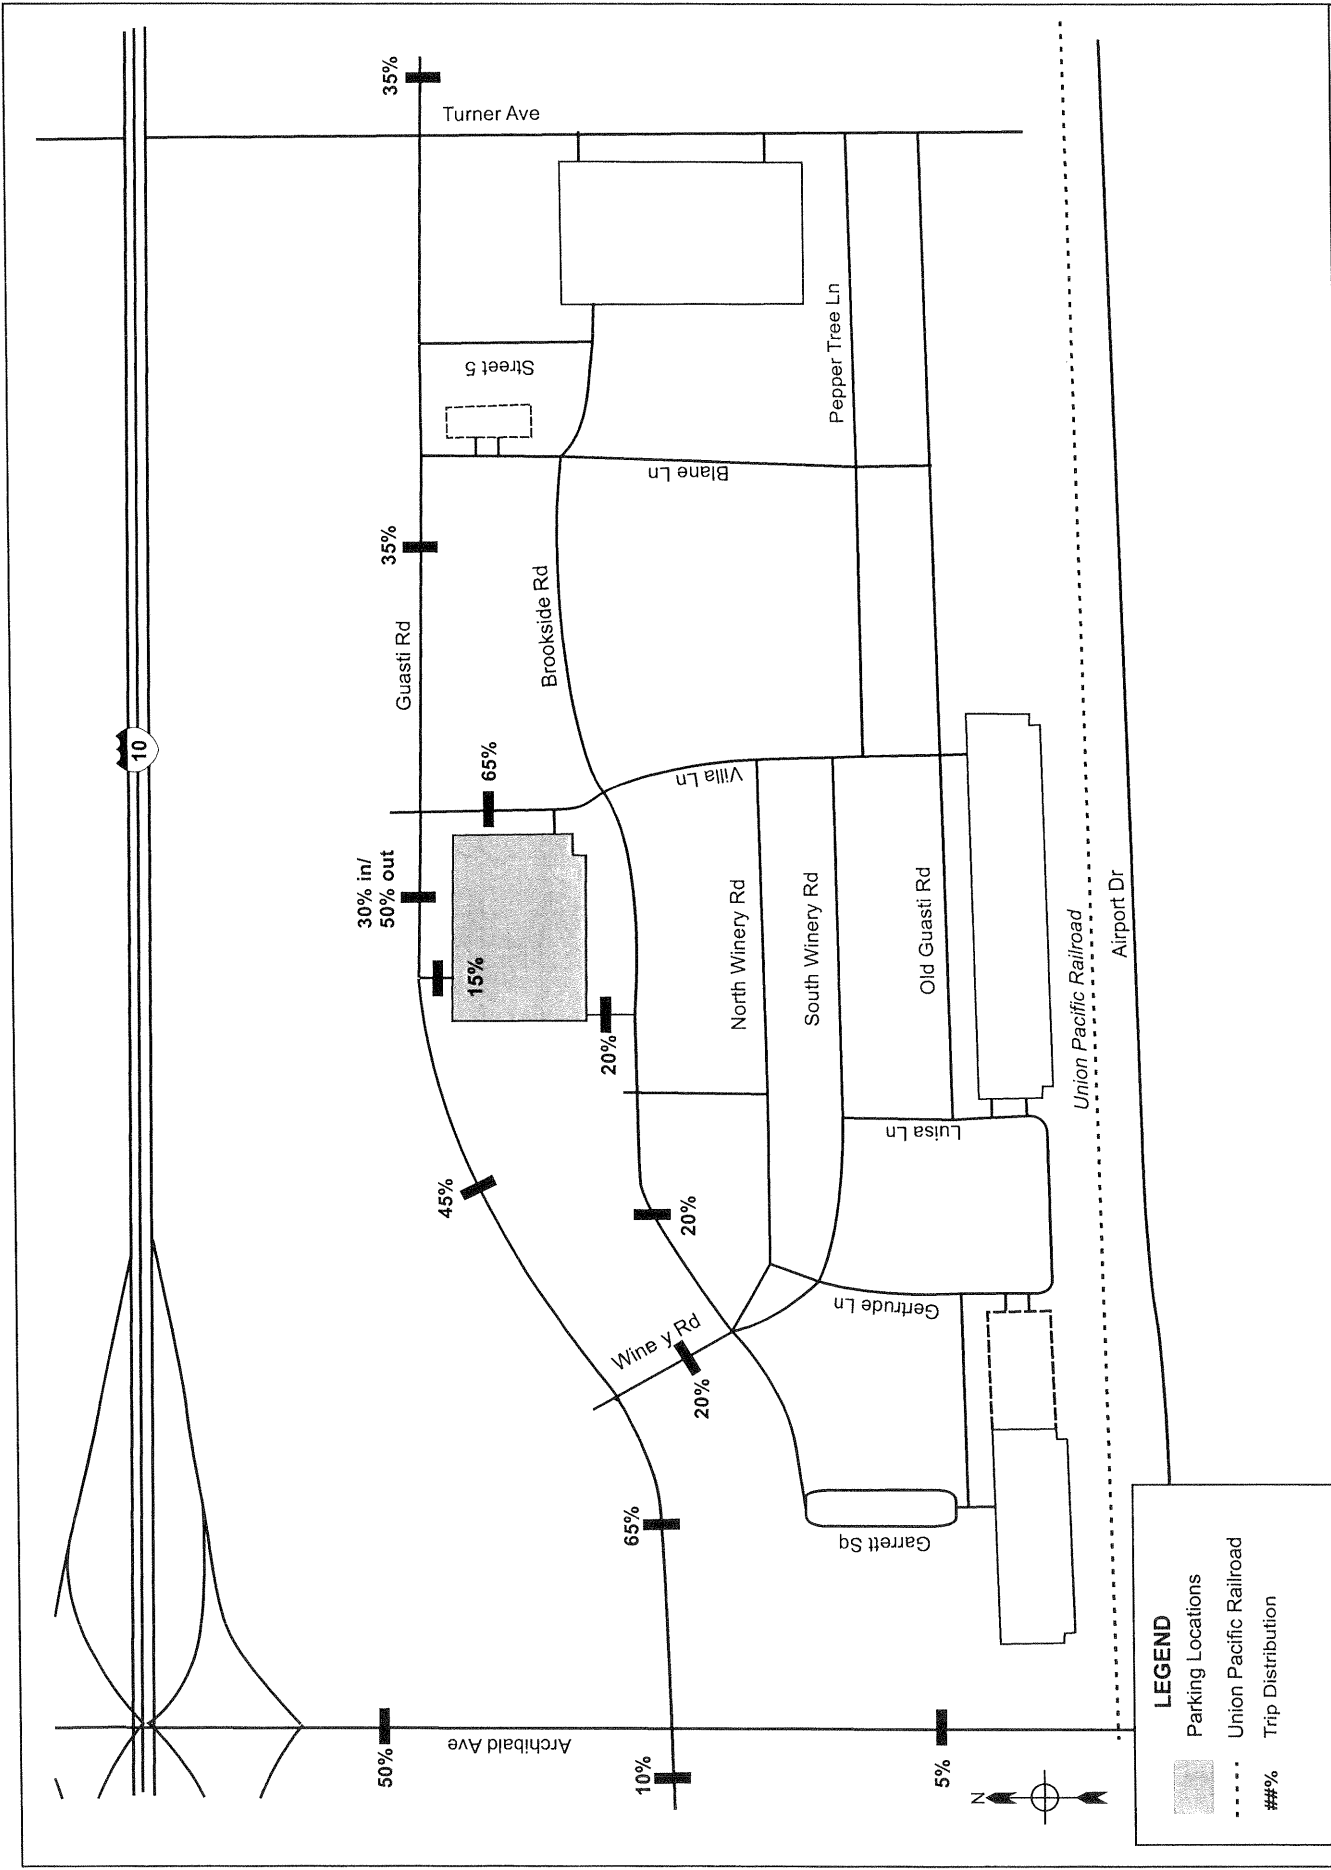 10
35%
Turner Ave
Street 5
Pepper Tree Ln
Blane Ln
35%
Guasti Rd
Brookside Rd
65%
Villa Ln
30% in/
50% out
15%
20%
North Winery Rd
South Winery Rd
Old Guasti Rd
Union Pacific Railroad
Airport Dr
Luisa Ln
45%
20%
Gertrude Ln
Wine y Rd
20%
65%
Garrett Sq
50%
Archibald Ave
10%
5%
N
LEGEND
Parking Locations
Union Pacific Railroad
##% Trip Distribution